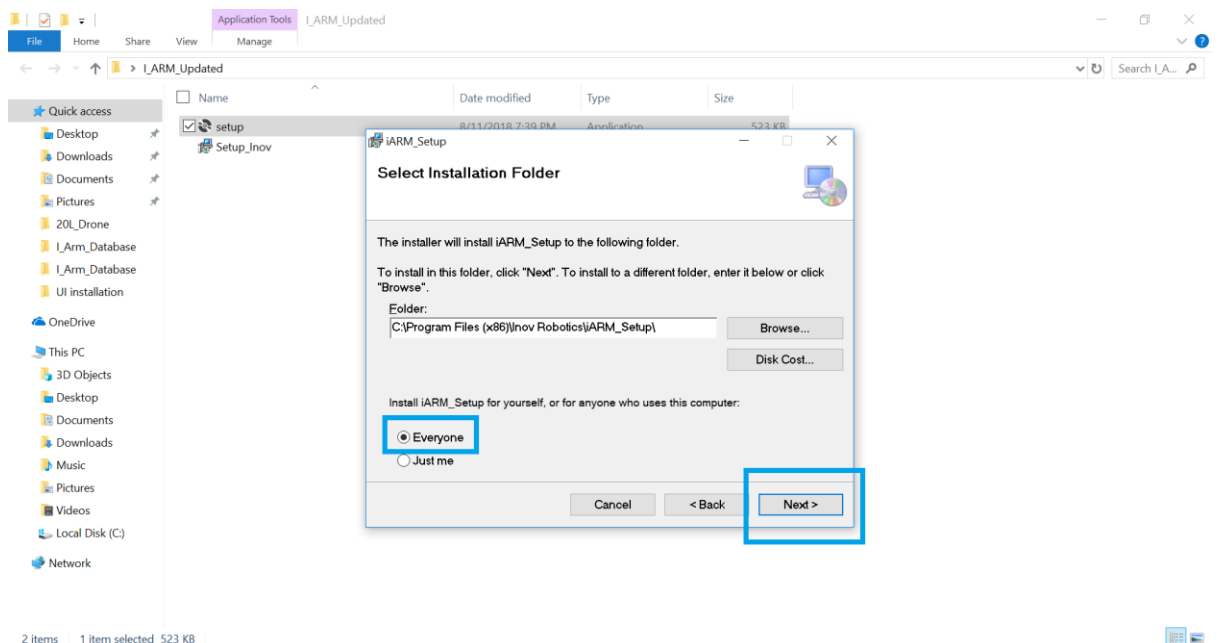 Application Tools
I_ARM_Updated
File
Home
Share
View
Manage
I_ARM_Updated
Search I_A...
Name
Date modified
Type
Size
Quick access
Desktop
Downloads
Documents
Pictures
20L_Drone
I_Arm_Database
I_Arm_Database
UI installation
OneDrive
This PC
3D Objects
Desktop
Documents
Downloads
Music
Pictures
Videos
Local Disk (C:)
Network
setup
8/11/2018 7:39 PM
Application
523 KB
Setup_Inov
iARM_Setup
Select Installation Folder
The installer will install iARM_Setup to the following folder.
To install in this folder, click "Next". To install to a different folder, enter it below or click
"Browse".
Folder:
C:\Program Files (x86)\Inov Robotics\iARM_Setup\
Browse...
Disk Cost...
Install iARM_Setup for yourself, or for anyone who uses this computer:
Everyone
Just me
Cancel
< Back
Next >
2 items
1 item selected 523 KB